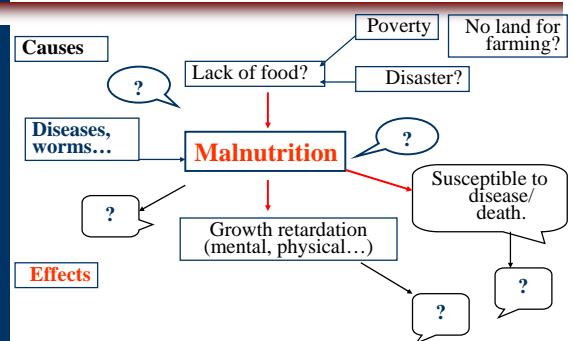 Poverty
No land for
farming?
Causes
Lack of food?
Disaster?
?
Diseases,
worms…
Malnutrition
?
Susceptible to
disease/
death.
?
Growth retardation
(mental, physical…)
Effects
?
?